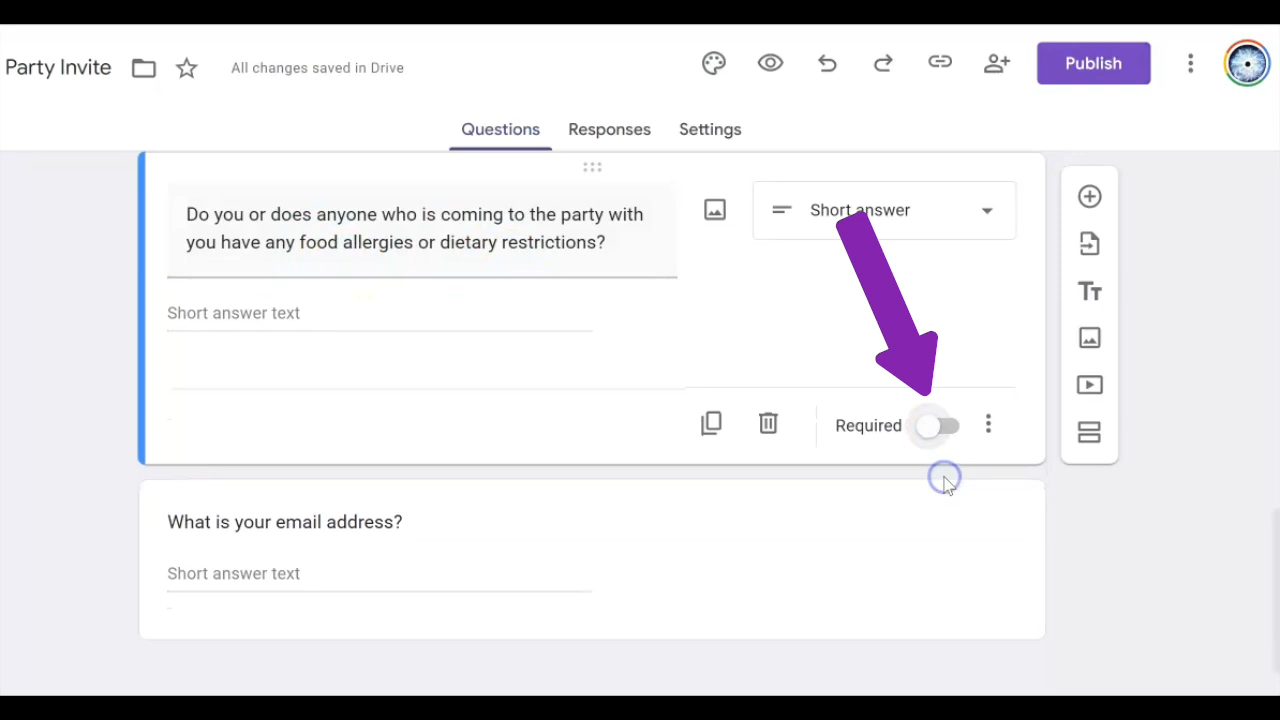 Party Invite
All changes saved in Drive
Publish
Questions
Responses
Settings
Do you or does anyone who is coming to the party with
you have any food allergies or dietary restrictions?
Short answer
Short answer text
Required
What is your email address?
Short answer text